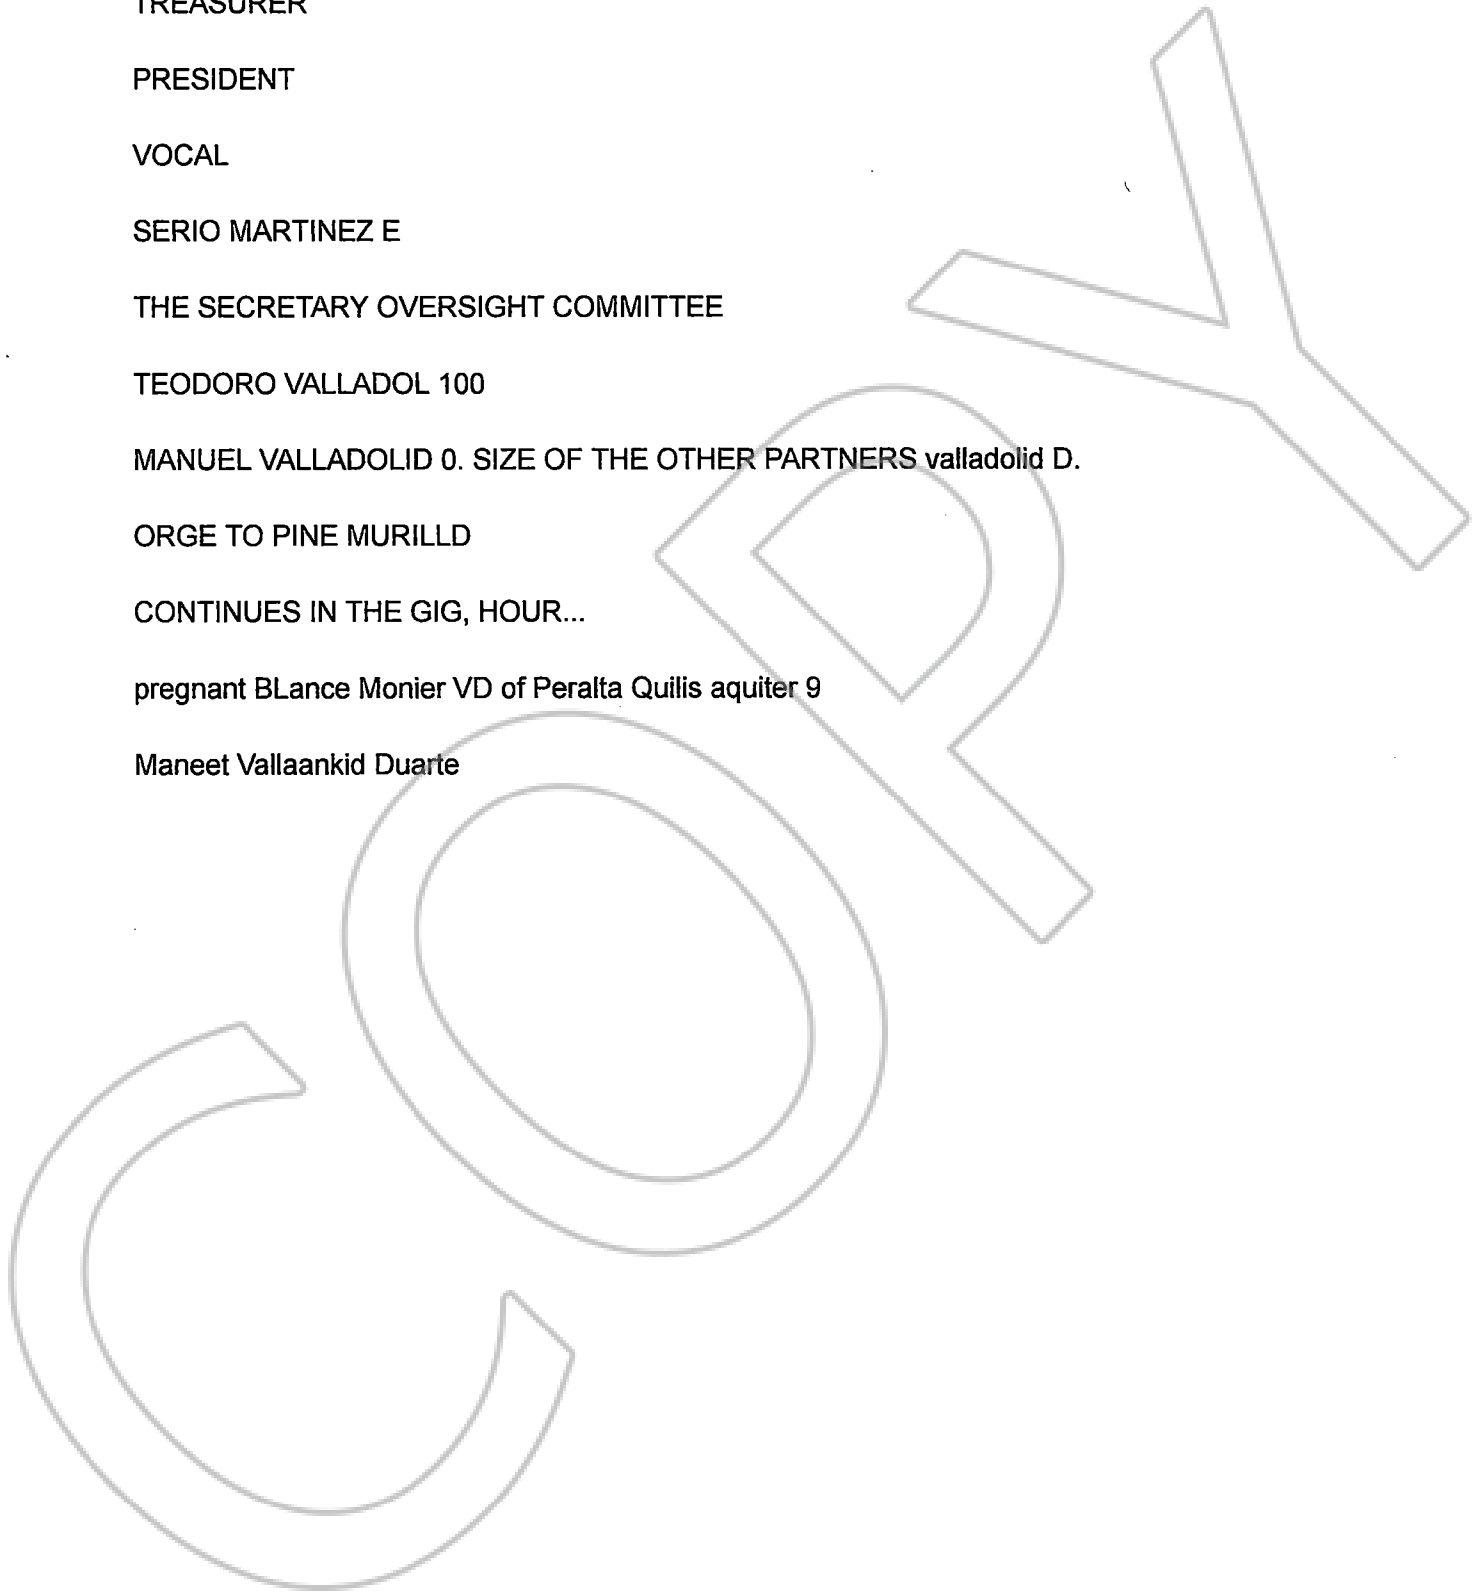 TREASURER
PRESIDENT
VOCAL
SERIO MARTINEZ E
THE SECRETARY OVERSIGHT COMMITTEE
TEODORO VALLADOL 100
MANUEL VALLADOLID 0. SIZE OF THE OTHER PARTNERS valladolid D.
ORGE TO PINE MURILLD
CONTINUES IN THE GIG, HOUR...
pregnant BLance Monier VD of Peralta Quilis aquiter 9
Maneet Vallaankid Duarte
COPY